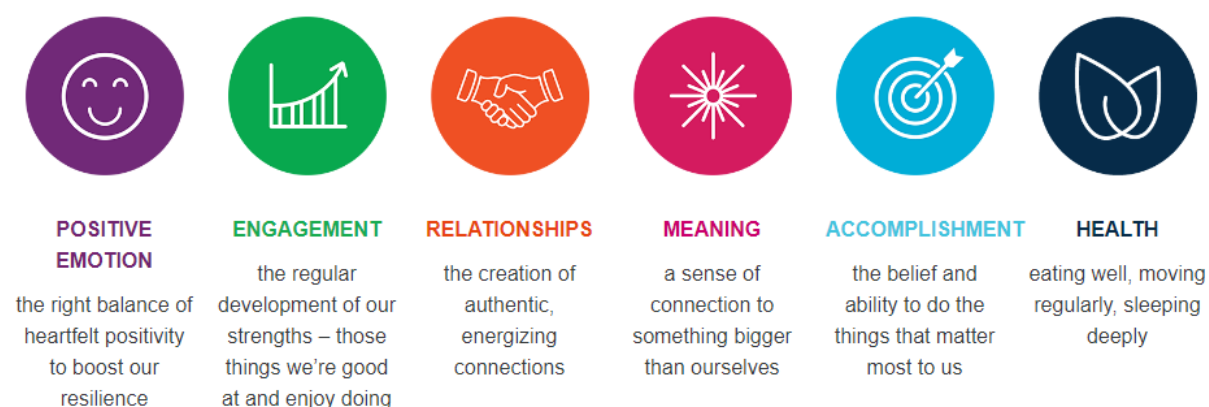 POSITIVE
EMOTION
the right balance of
heartfelt positivity
to boost our
resilience
ENGAGEMENT
the regular
development of our
strengths – those
things we’re good
at and enjoy doing
RELATIONSHIPS
the creation of
authentic,
energizing
connections
MEANING
a sense of
connection to
something bigger
than ourselves
ACCOMPLISHMENT
the belief and
ability to do the
things that matter
most to us
HEALTH
eating well, moving
regularly, sleeping
deeply